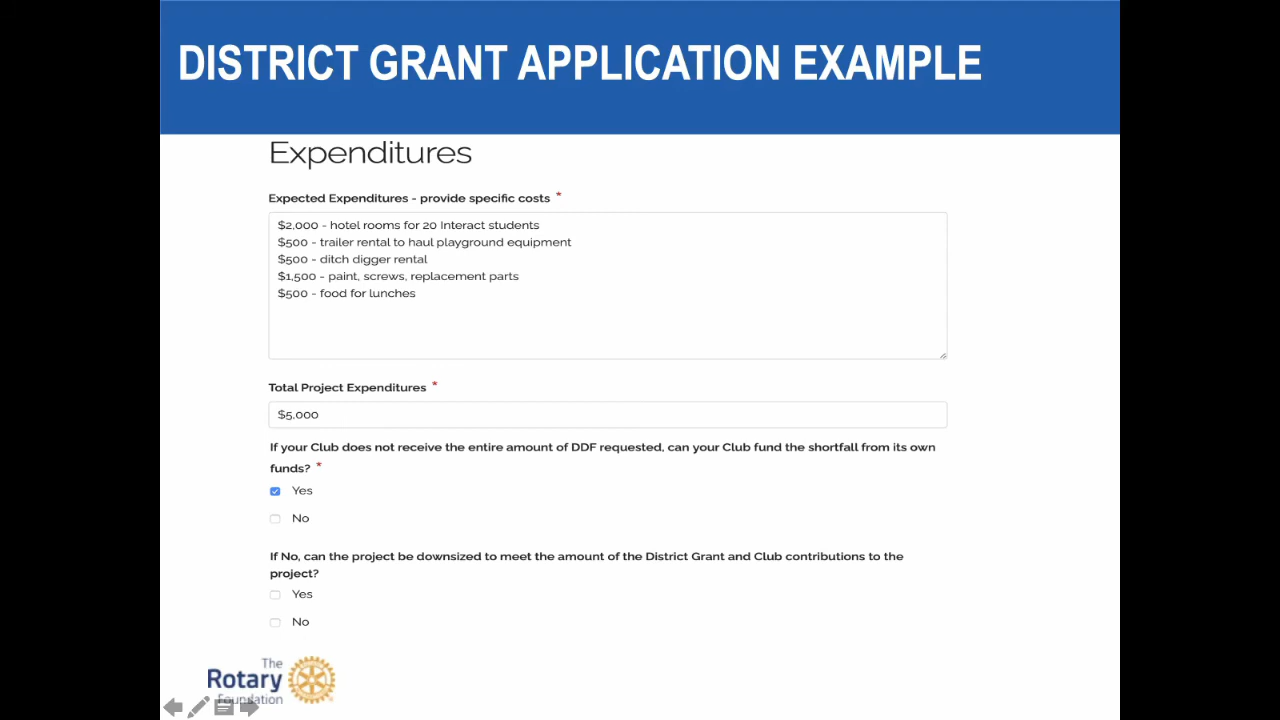 DISTRICT GRANT APPLICATION EXAMPLE
Expenditures
Expected Expenditures - provide specific costs *
$2,000 - hotel rooms for 20 Interact students
$500 - trailer rental to haul playground equipment
$500 - ditch digger rental
$1,500 - paint, screws, replacement parts
$500 - food for lunches
Total Project Expenditures *
$5,000
If your Club does not receive the entire amount of DDF requested, can your Club fund the shortfall from its own
funds? *
Yes
No
If No, can the project be downsized to meet the amount of the District Grant and Club contributions to the
project?
Yes
No
The
Rotary
Foundation